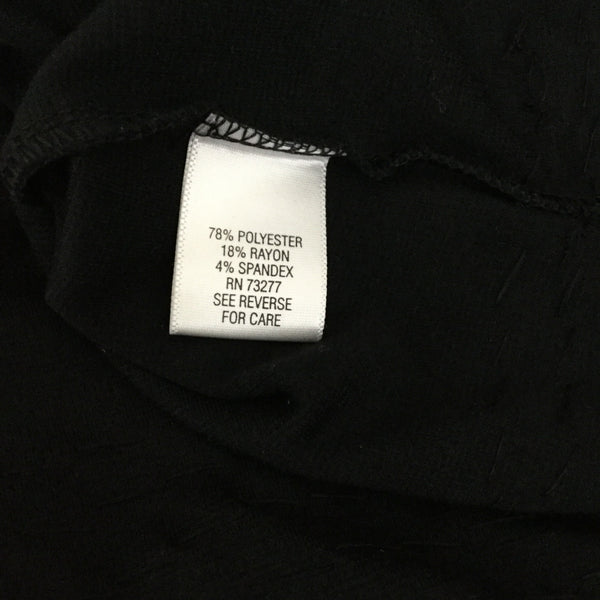 78% POLYESTER
18% RAYON
4% SPANDEX
RN 73277
SEE REVERSE
FOR CARE